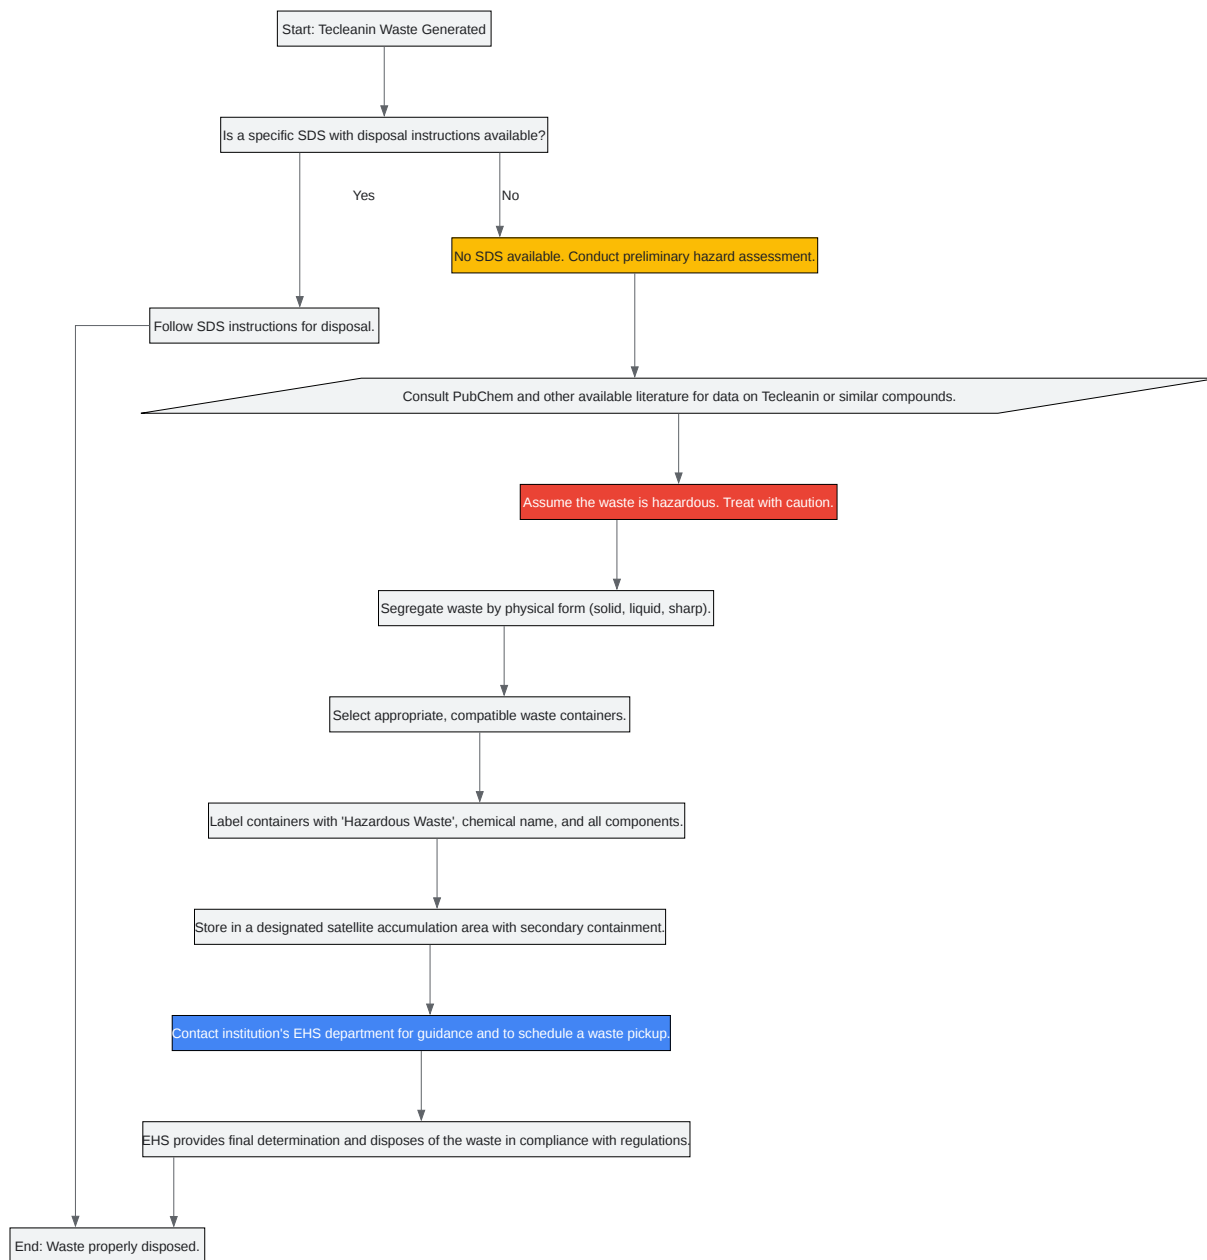 Start: Tecleanin Waste Generated
Is a specific SDS with disposal instructions available?
Yes
No
No SDS available. Conduct preliminary hazard assessment.
Follow SDS instructions for disposal.
Consult PubChem and other available literature for data on Tecleanin or similar compounds.
Assume the waste is hazardous. Treat with caution.
Segregate waste by physical form (solid, liquid, sharp).
Select appropriate, compatible waste containers.
Label containers with 'Hazardous Waste', chemical name, and all components.
Store in a designated satellite accumulation area with secondary containment.
Contact institution's EHS department for guidance and to schedule a waste pickup.
EHS provides final determination and disposes of the waste in compliance with regulations.
End: Waste properly disposed.